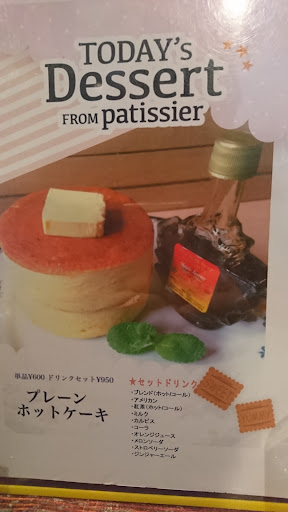 TODAY's
Dessert
FROM patissier
単品¥600 ドリンクセット¥950
プレーン
ホットケーキ
★セットドリンク
・ブレンド(ホット/コール)
・アメリカン
・紅茶(ホット/コール)
・ミルク
・カルピス
・コーラ
・オレンジジュース
・メロンソーダ
・ストロベリーソーダ
・ジンジャーエール